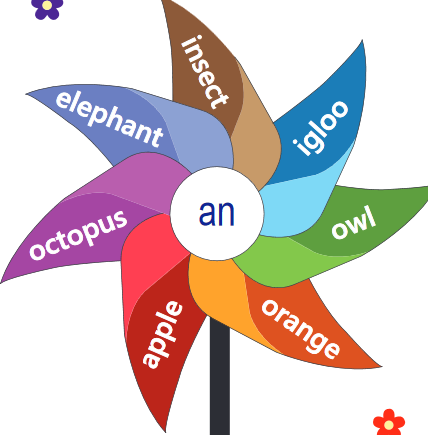 insect
igloo
owl
orange
apple
octopus
elephant
an